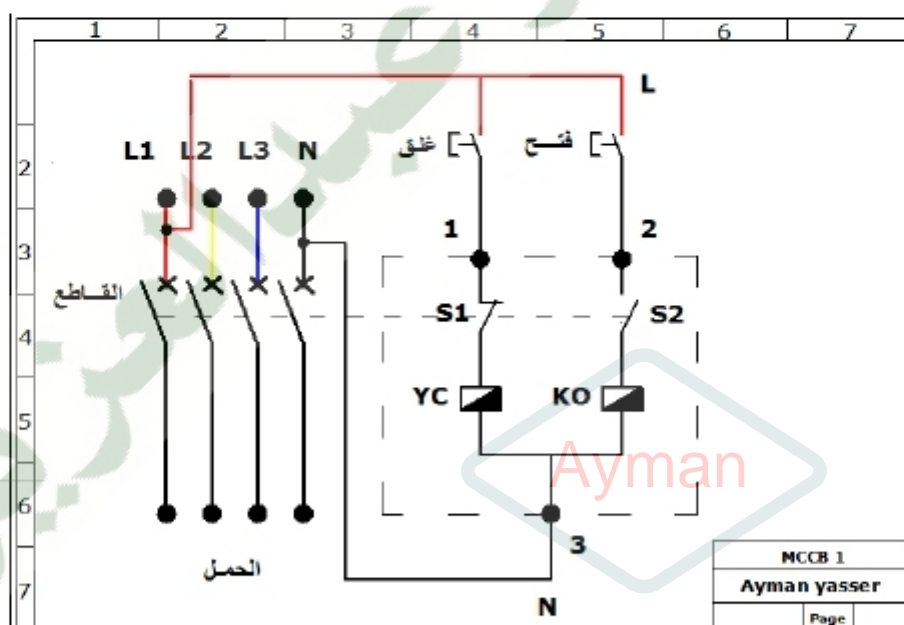 1 2 3 4 5 6 7
L
L1 L2 L3 N
غلق
فتح
2
1 2
3
القاطع
S1 S2
4
YC KO
5
Ayman
6
3
الحمل
MCCB 1
Ayman yasser
7
N
Page